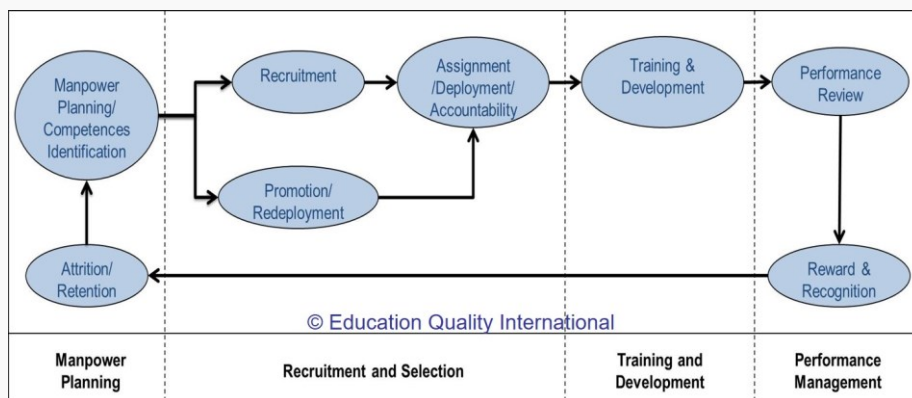 Manpower
Planning/
Competences
Identification
Recruitment
Assignment
/Deployment/
Accountability
Training &
Development
Performance
Review
Promotion/
Redeployment
Attrition/
Retention
Reward &
Recognition
© Education Quality International
Manpower
Planning
Recruitment and Selection
Training and
Development
Performance
Management